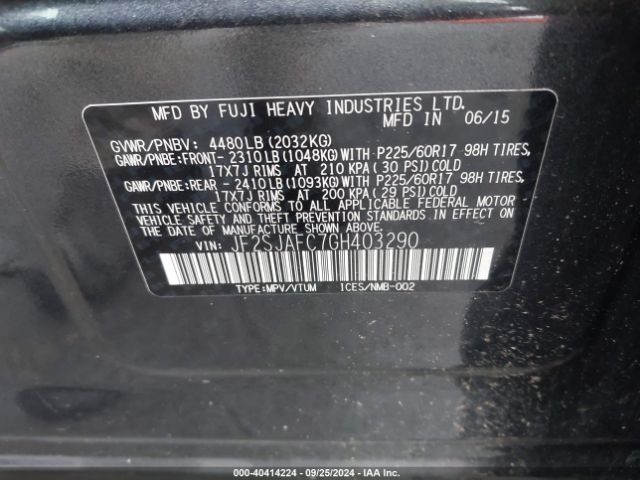 MFD BY FUJI HEAVY INDUSTRIES LTD.
MFD IN 06/15
GVWR/PNBV: 4480LB(2032KG)
GAWR/PNBE:FRONT- 2310LB(1048KG)WITH P225/60R17 98H TIRES,
17X7J RIMS AT 210 KPA(30 PSI)COLD
GAWR/PNBE:REAR - 2410LB(1093KG)WITH P225/60R17 98H TIRES,
17X7J RIMS AT 200 KPA(29 PSI)COLD
THIS VEHICLE CONFORMS TO ALL APPLICABLE FEDERAL MOTOR
VEHICLE SAFETY AND THEFT PREVENTION STANDARDS IN EFFECT ON
THE DATE OF MANUFACTURE SHOWN ABOVE.
VIN: JF2SJAFC7GH403290
TYPE:MPV/VTUM ICES/NMB-002
000-40414224 - 09/25/2024 - IAA Inc.